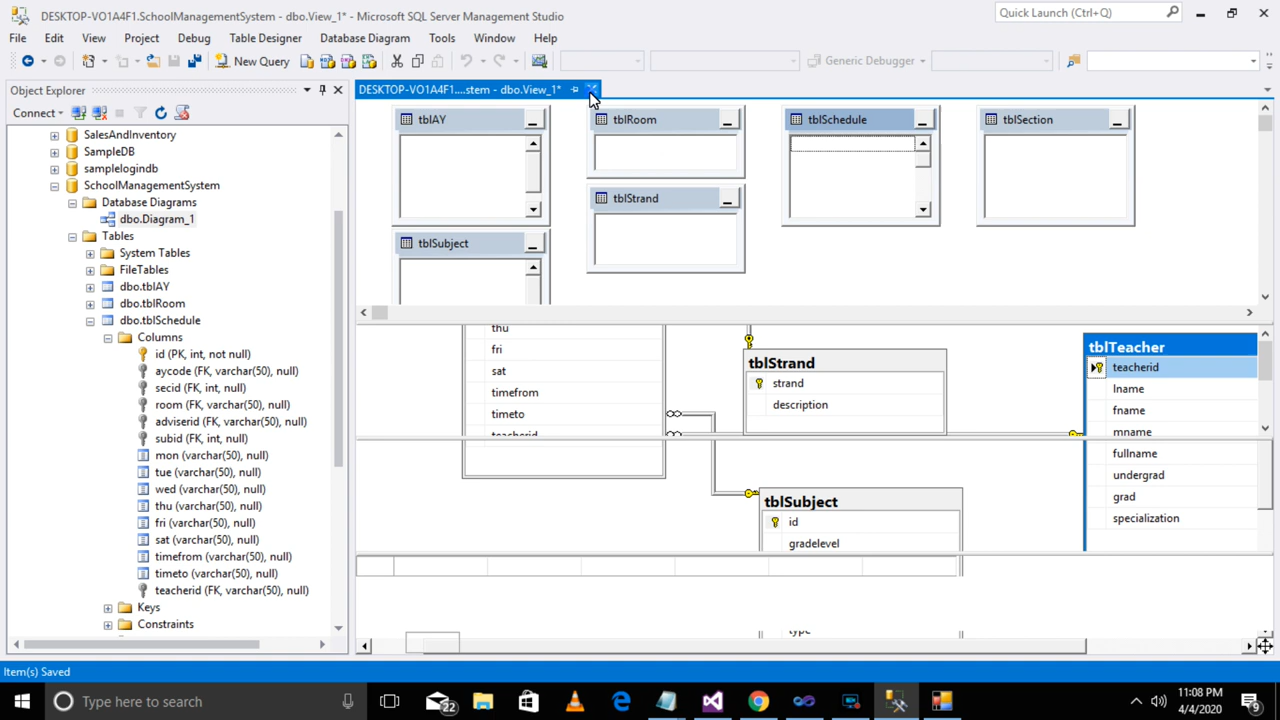 DESKTOP-VO1A4F1.SchoolManagementSystem - dbo.View_1* - Microsoft SQL Server Management Studio
Quick Launch (Ctrl+Q)
File Edit View Project Debug Table Designer Database Diagram Tools Window Help
New Query
Generic Debugger
Object Explorer
DESKTOP-VO1A4F1....stem - dbo.View_1*
Connect
SalesAndInventory
SampleDB
samplelogindb
SchoolManagementSystem
Database Diagrams
dbo.Diagram_1
Tables
System Tables
FileTables
dbo.tblAY
dbo.tblRoom
dbo.tblSchedule
Columns
id (PK, int, not null)
aycode (FK, varchar(50), null)
secid (FK, int, null)
room (FK, varchar(50), null)
adviserid (FK, varchar(50), null)
subid (FK, int, null)
mon (varchar(50), null)
tue (varchar(50), null)
wed (varchar(50), null)
thu (varchar(50), null)
fri (varchar(50), null)
sat (varchar(50), null)
timefrom (varchar(50), null)
timeto (varchar(50), null)
teacherid (FK, varchar(50), null)
Keys
Constraints
tblAY
tblRoom
tblSchedule
tblSection
tblStrand
tblSubject
thu
fri
sat
timefrom
timeto
teacherid
tblStrand
strand
description
tblSubject
id
gradelevel
type
tblTeacher
teacherid
lname
fname
mname
fullname
undergrad
grad
specialization
Item(s) Saved
Type here to search
22
11:08 PM
4/4/2020
9